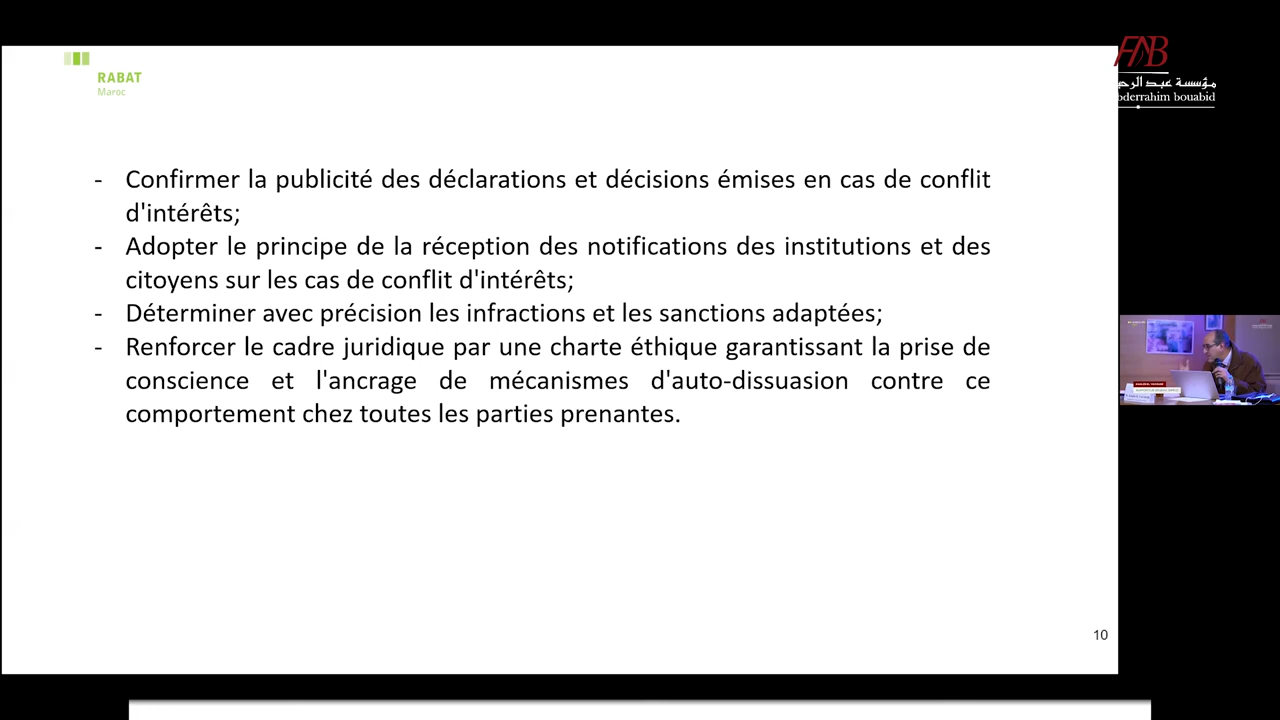 RABAT
Maroc
مؤسسة عبد الرح
bderrahim bouabid
- Confirmer la publicité des déclarations et décisions émises en cas de conflit
d'intérêts;
- Adopter le principe de la réception des notifications des institutions et des
citoyens sur les cas de conflit d'intérêts;
- Déterminer avec précision les infractions et les sanctions adaptées;
- Renforcer le cadre juridique par une charte éthique garantissant la prise de
conscience et l'ancrage de mécanismes d'auto-dissuasion contre ce
comportement chez toutes les parties prenantes.
10